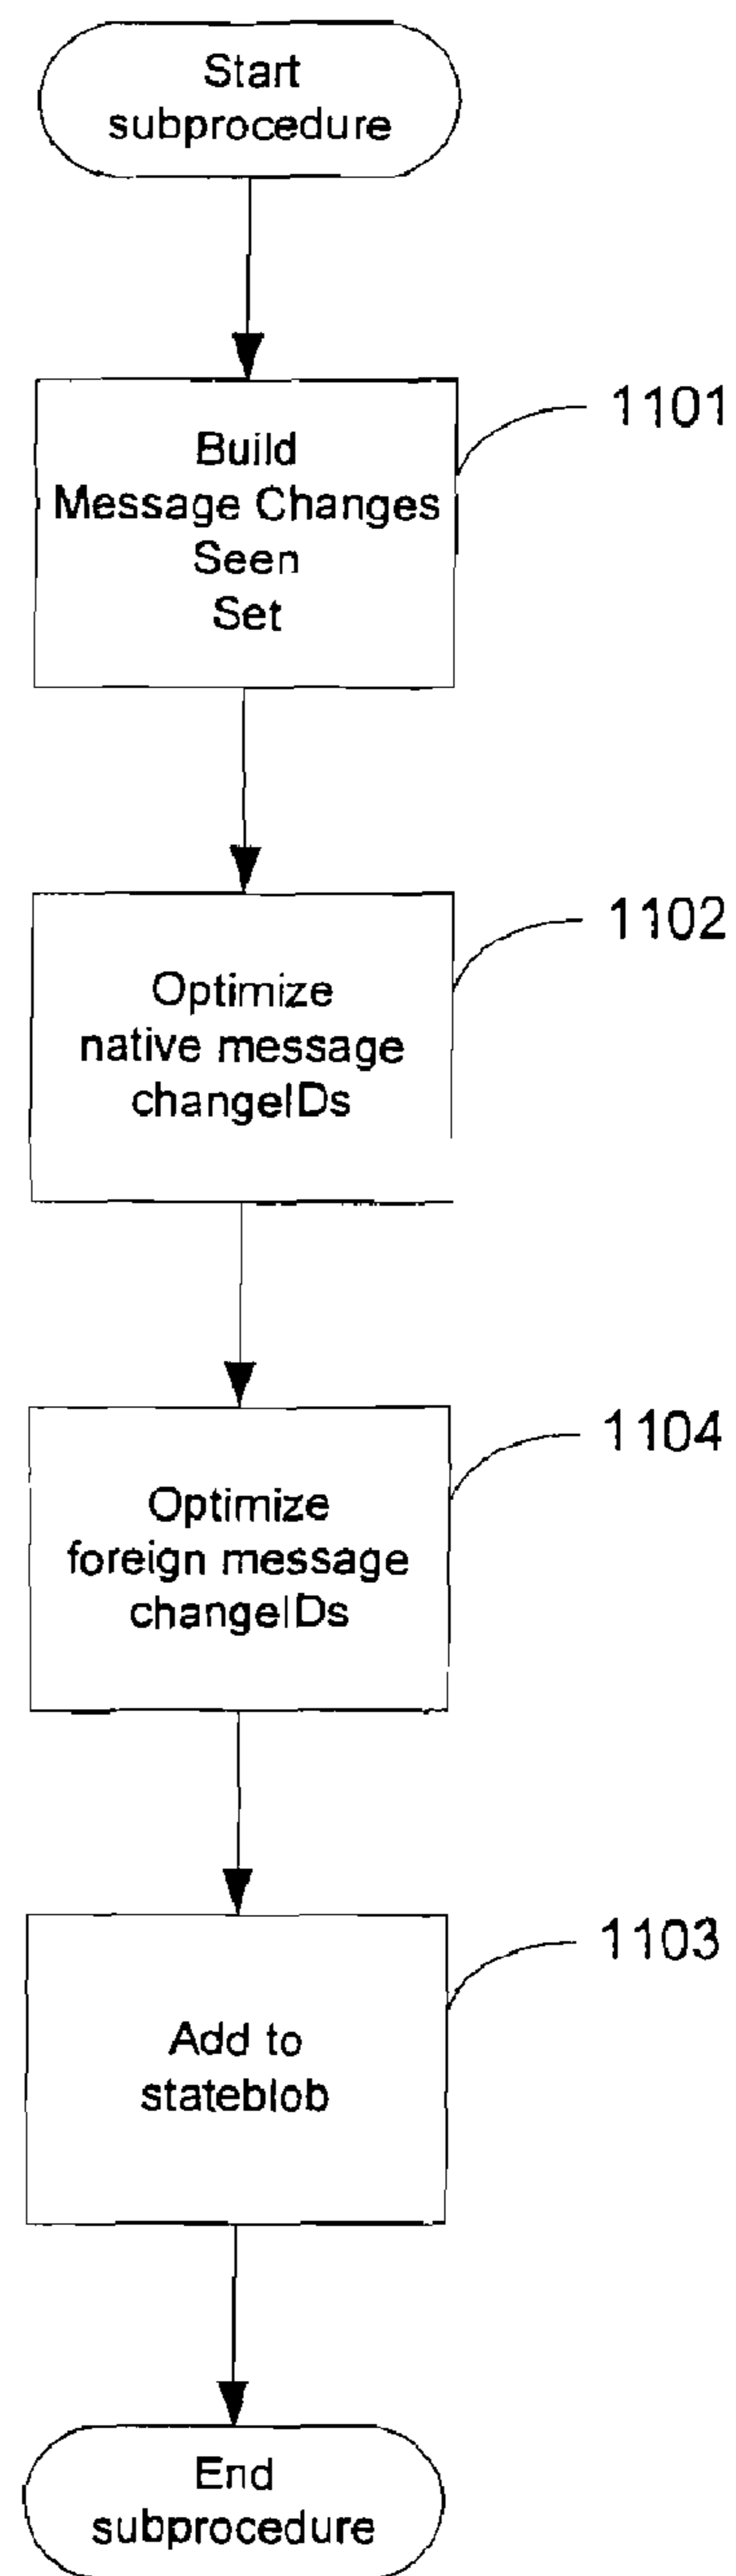 Start
subprocedure
1101
Build
Message Changes
Seen
Set
1102
Optimize
native message
changeIDs
1104
Optimize
foreign message
changeIDs
1103
Add to
stateblob
End
subprocedure